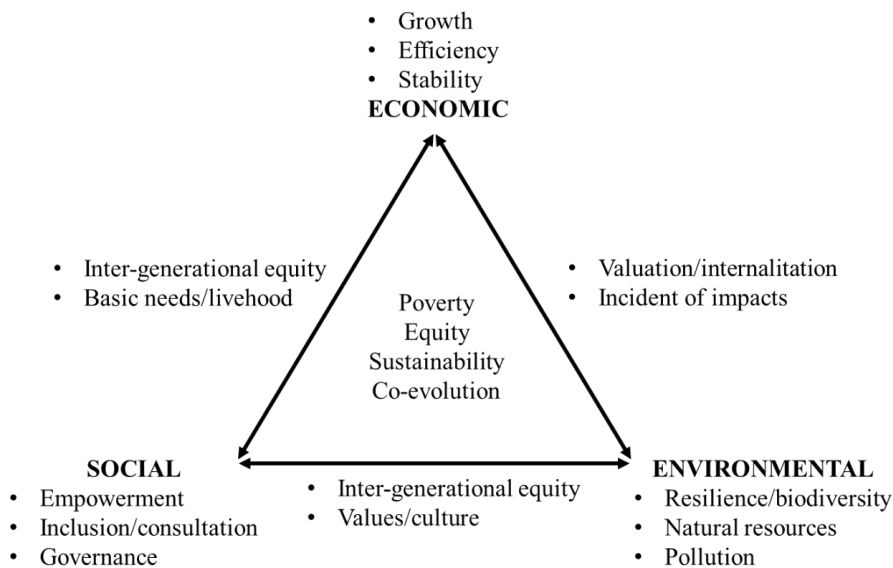 • Growth
• Efficiency
• Stability
ECONOMIC
• Inter-generational equity
• Basic needs/livehood
• Valuation/internalitation
• Incident of impacts
Poverty
Equity
Sustainability
Co-evolution
SOCIAL
• Empowerment
• Inclusion/consultation
• Governance
• Inter-generational equity
• Values/culture
ENVIRONMENTAL
• Resilience/biodiversity
• Natural resources
• Pollution